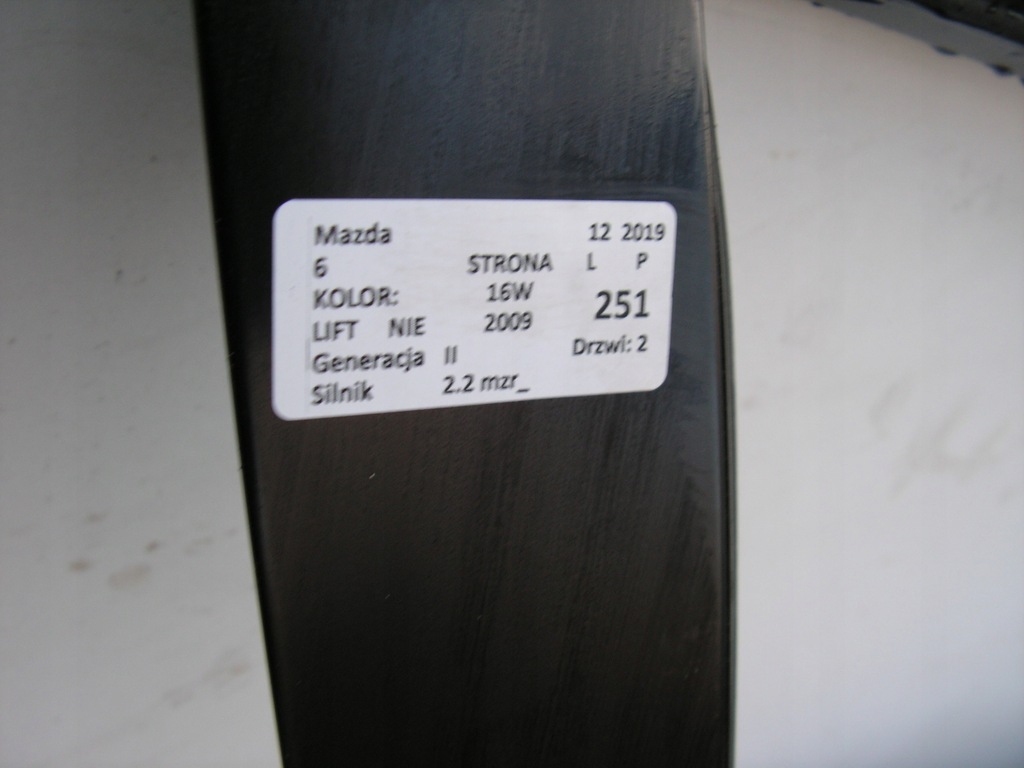 Mazda 12 2019
6 STRONA L P
KOLOR: 16W 251
LIFT NIE 2009
Generacja II Drzwi: 2
Silnik 2.2 mzr_